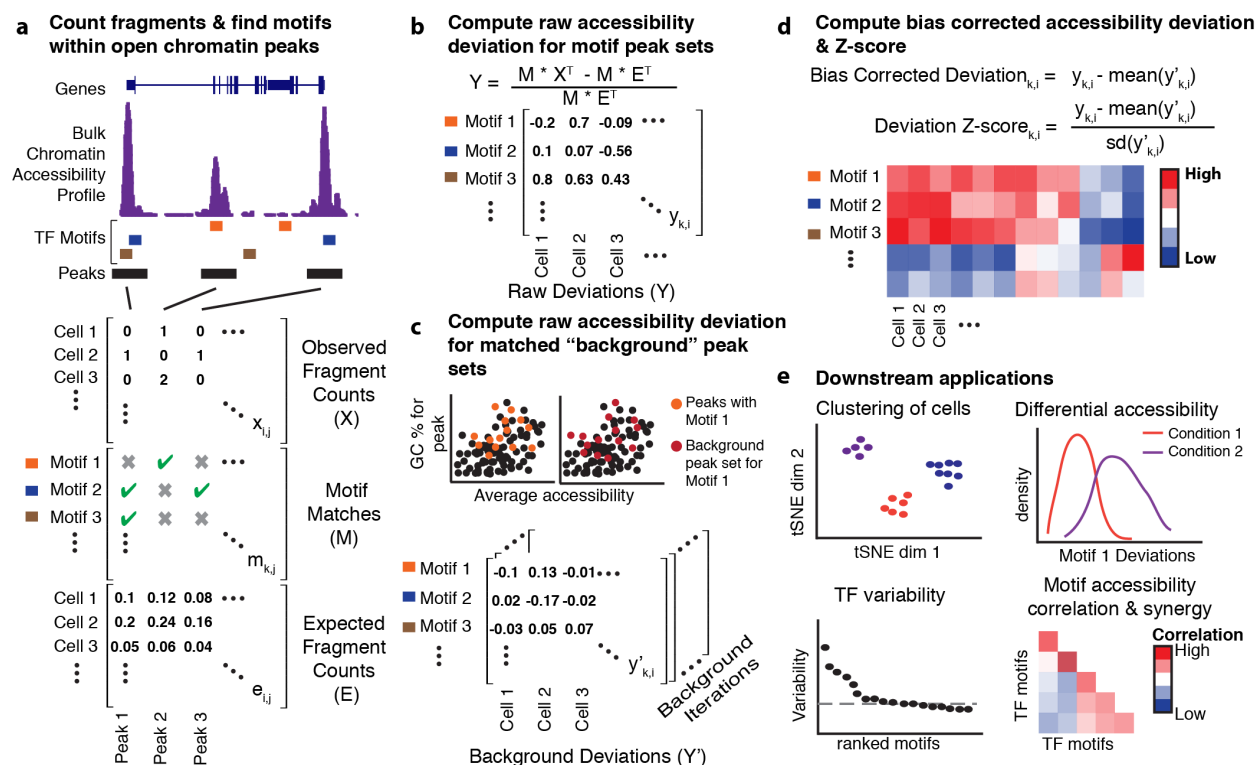 a Count fragments & find motifs
within open chromatin peaks
Genes
Bulk
Chromatin
Accessibility
Profile
TF Motifs
Peaks
Cell 1 0 1 0
Cell 2 1 0 1
Cell 3 0 2 0
x i,j
Observed
Fragment
Counts
(X)
Motif 1 ✖ ✔ ✖
Motif 2 ✔ ✖ ✔
Motif 3 ✔ ✖ ✖
m k,j
Motif
Matches
(M)
Cell 1 0.1 0.12 0.08
Cell 2 0.2 0.24 0.16
Cell 3 0.05 0.06 0.04
e i,j
Expected
Fragment
Counts
(E)
Peak 1
Peak 2
Peak 3
b Compute raw accessibility
deviation for motif peak sets
Y = (M * Xᵀ - M * Eᵀ) / (M * Eᵀ)
Motif 1 -0.2 0.7 -0.09
Motif 2 0.1 0.07 -0.56
Motif 3 0.8 0.63 0.43
y k,i
Cell 1
Cell 2
Cell 3
Raw Deviations (Y)
c Compute raw accessibility deviation
for matched “background” peak
sets
GC % for
peak
Average accessibility
Peaks with
Motif 1
Background
peak set for
Motif 1
Motif 1 -0.1 0.13 -0.01
Motif 2 0.02 -0.17 -0.02
Motif 3 -0.03 0.05 0.07
y’ k,i
Cell 1
Cell 2
Cell 3
Background
Iterations
Background Deviations (Y’)
d Compute bias corrected accessibility deviation
& Z-score
Bias Corrected Deviation k,i = y k,i - mean(y’ k,i)
Deviation Z-score k,i = (y k,i - mean(y’ k,i)) / sd(y’ k,i)
Motif 1
Motif 2
Motif 3
High
Low
Cell 1
Cell 2
Cell 3
e Downstream applications
Clustering of cells
tSNE dim 2
tSNE dim 1
Differential accessibility
Condition 1
Condition 2
density
Motif 1 Deviations
TF variability
Variability
ranked motifs
Motif accessibility
correlation & synergy
Correlation
High
Low
TF motifs
TF motifs